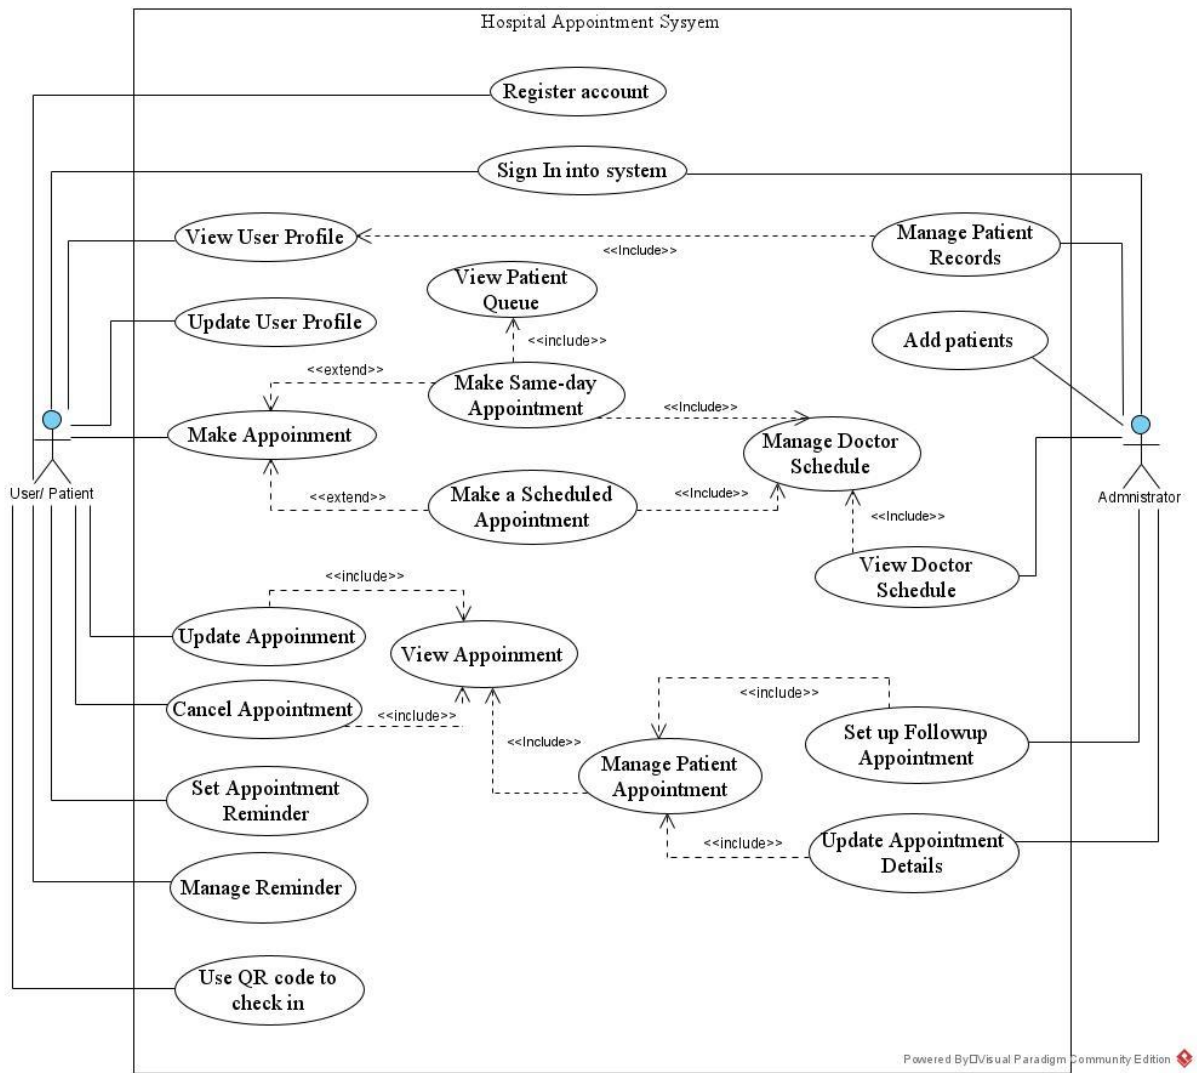 Hospital Appointment Sysyem
Register account
Sign In into system
View User Profile
<<Include>>
Manage Patient
Records
View Patient
Queue
Update User Profile
<<include>>
Add patients
<<extend>>
Make Same-day
Appointment
<<Include>>
Make Appoinment
Manage Doctor
Schedule
User/ Patient
Admnistrator
<<extend>>
Make a Scheduled
Appointment
<<Include>>
<<Include>>
View Doctor
Schedule
<<include>>
Update Appoinment
View Appoinment
Cancel Appointment
<<include>>
<<include>>
<<Include>>
Set up Followup
Appointment
Manage Patient
Appointment
Set Appointment
Reminder
<<include>>
Update Appointment
Details
Manage Reminder
Use QR code to
check in
Powered By□Visual Paradigm Community Edition